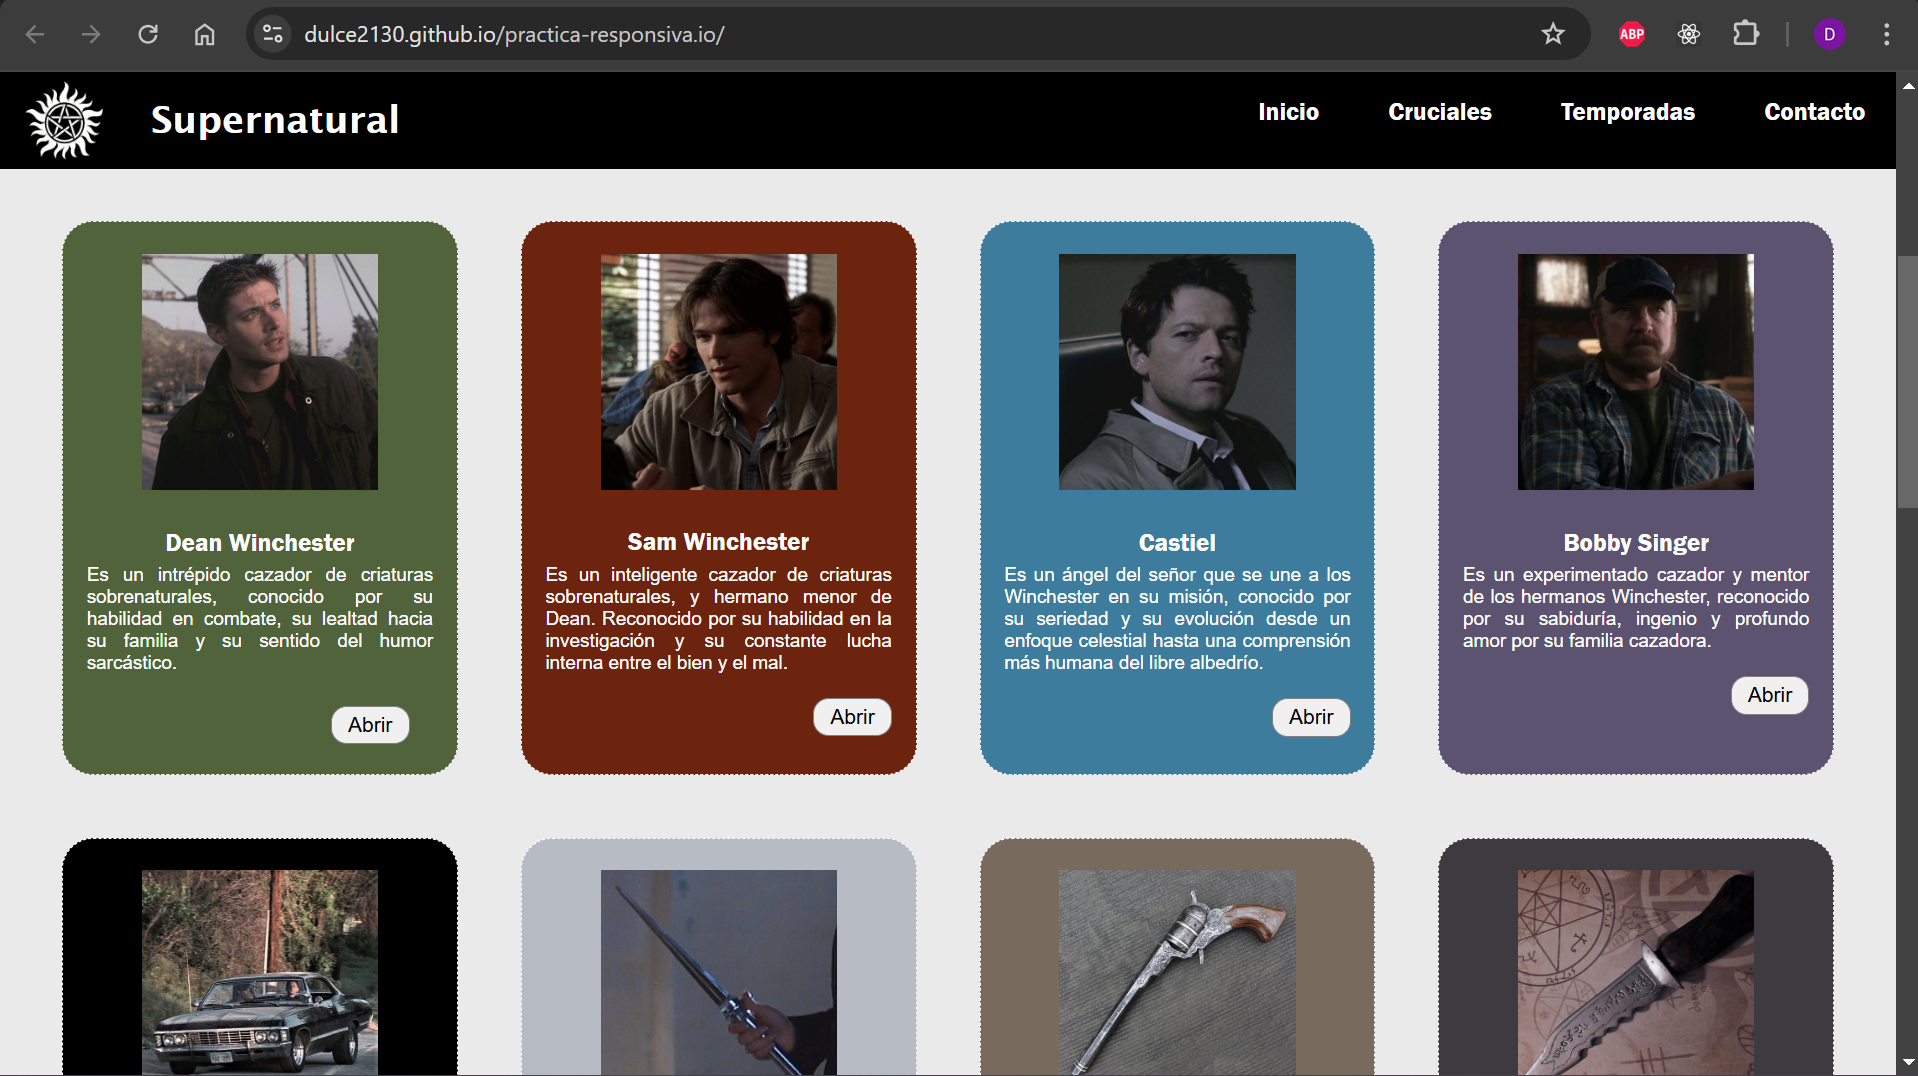 dulce2130.github.io/practica-responsiva.io/
ABP
D
Supernatural
Inicio
Cruciales
Temporadas
Contacto
Dean Winchester
Es un intrépido cazador de criaturas
sobrenaturales, conocido por su
habilidad en combate, su lealtad hacia
su familia y su sentido del humor
sarcástico.
Abrir
Sam Winchester
Es un inteligente cazador de criaturas
sobrenaturales, y hermano menor de
Dean. Reconocido por su habilidad en la
investigación y su constante lucha
interna entre el bien y el mal.
Abrir
Castiel
Es un ángel del señor que se une a los
Winchester en su misión, conocido por
su seriedad y su evolución desde un
enfoque celestial hasta una comprensión
más humana del libre albedrío.
Abrir
Bobby Singer
Es un experimentado cazador y mentor
de los hermanos Winchester, reconocido
por su sabiduría, ingenio y profundo
amor por su familia cazadora.
Abrir